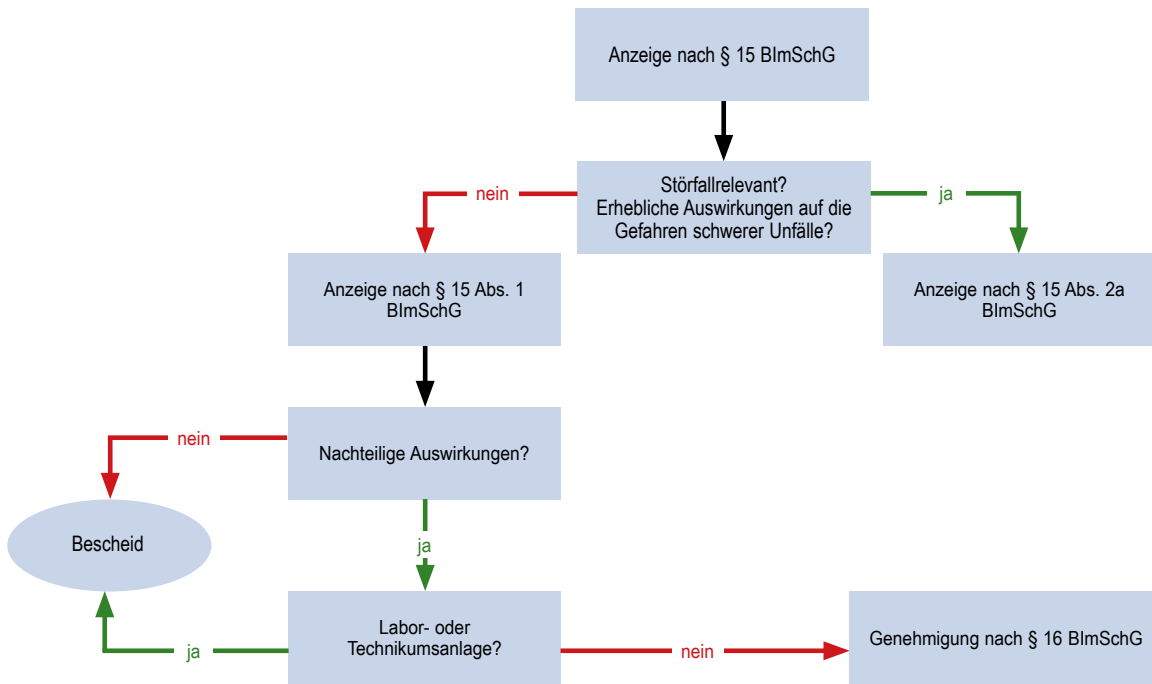 Anzeige nach § 15 BImSchG
Störfallrelevant?
Erhebliche Auswirkungen auf die
Gefahren schwerer Unfälle?
nein
ja
Anzeige nach § 15 Abs. 1
BImSchG
Anzeige nach § 15 Abs. 2a
BImSchG
Nachteilige Auswirkungen?
nein
Bescheid
ja
Labor- oder
Technikumsanlage?
ja
nein
Genehmigung nach § 16 BImSchG